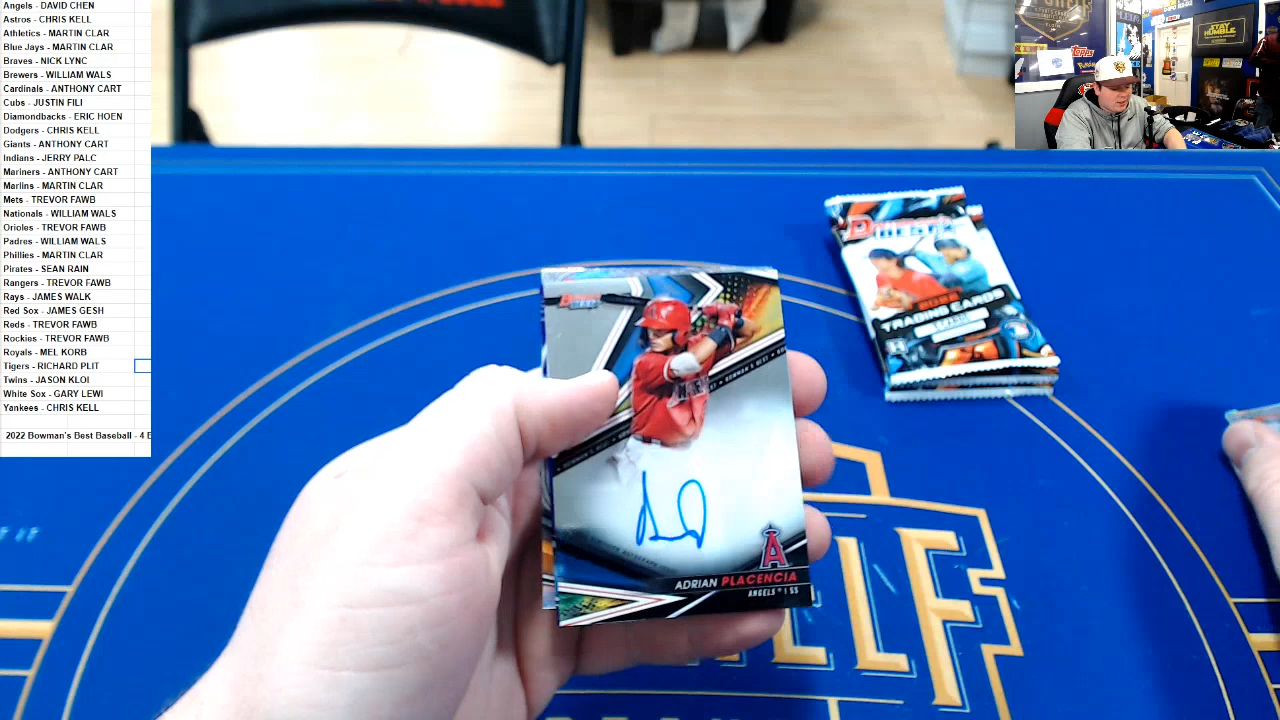 Angels - DAVID CHEN
Astros - CHRIS KELL
Athletics - MARTIN CLAR
Blue Jays - MARTIN CLAR
Braves - NICK LYNC
Brewers - WILLIAM WALS
Cardinals - ANTHONY CART
Cubs - JUSTIN FILI
Diamondbacks - ERIC HOEN
Dodgers - CHRIS KELL
Giants - ANTHONY CART
Indians - JERRY PALC
Mariners - ANTHONY CART
Marlins - MARTIN CLAR
Mets - TREVOR FAWB
Nationals - WILLIAM WALS
Orioles - TREVOR FAWB
Padres - WILLIAM WALS
Phillies - MARTIN CLAR
Pirates - SEAN RAIN
Rangers - TREVOR FAWB
Rays - JAMES WALK
Red Sox - JAMES GESH
Reds - TREVOR FAWB
Rockies - TREVOR FAWB
Royals - MEL KORB
Tigers - RICHARD PLIT
Twins - JASON KLOI
White Sox - GARY LEWI
Yankees - CHRIS KELL
2022 Bowman's Best Baseball - 4 B
STAY
HUMBLE
Topps
TRADING CARDS
ADRIAN PLACENCIA
ANGELS | SS